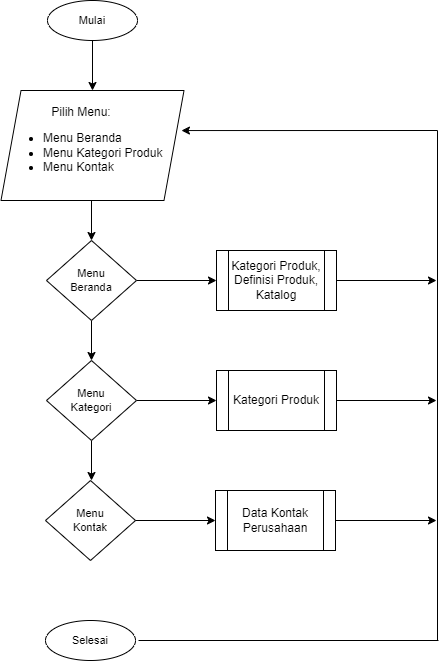 Mulai
Pilih Menu:
• Menu Beranda
• Menu Kategori Produk
• Menu Kontak
Menu
Beranda
Kategori Produk,
Definisi Produk,
Katalog
Menu
Kategori
Kategori Produk
Menu
Kontak
Data Kontak
Perusahaan
Selesai